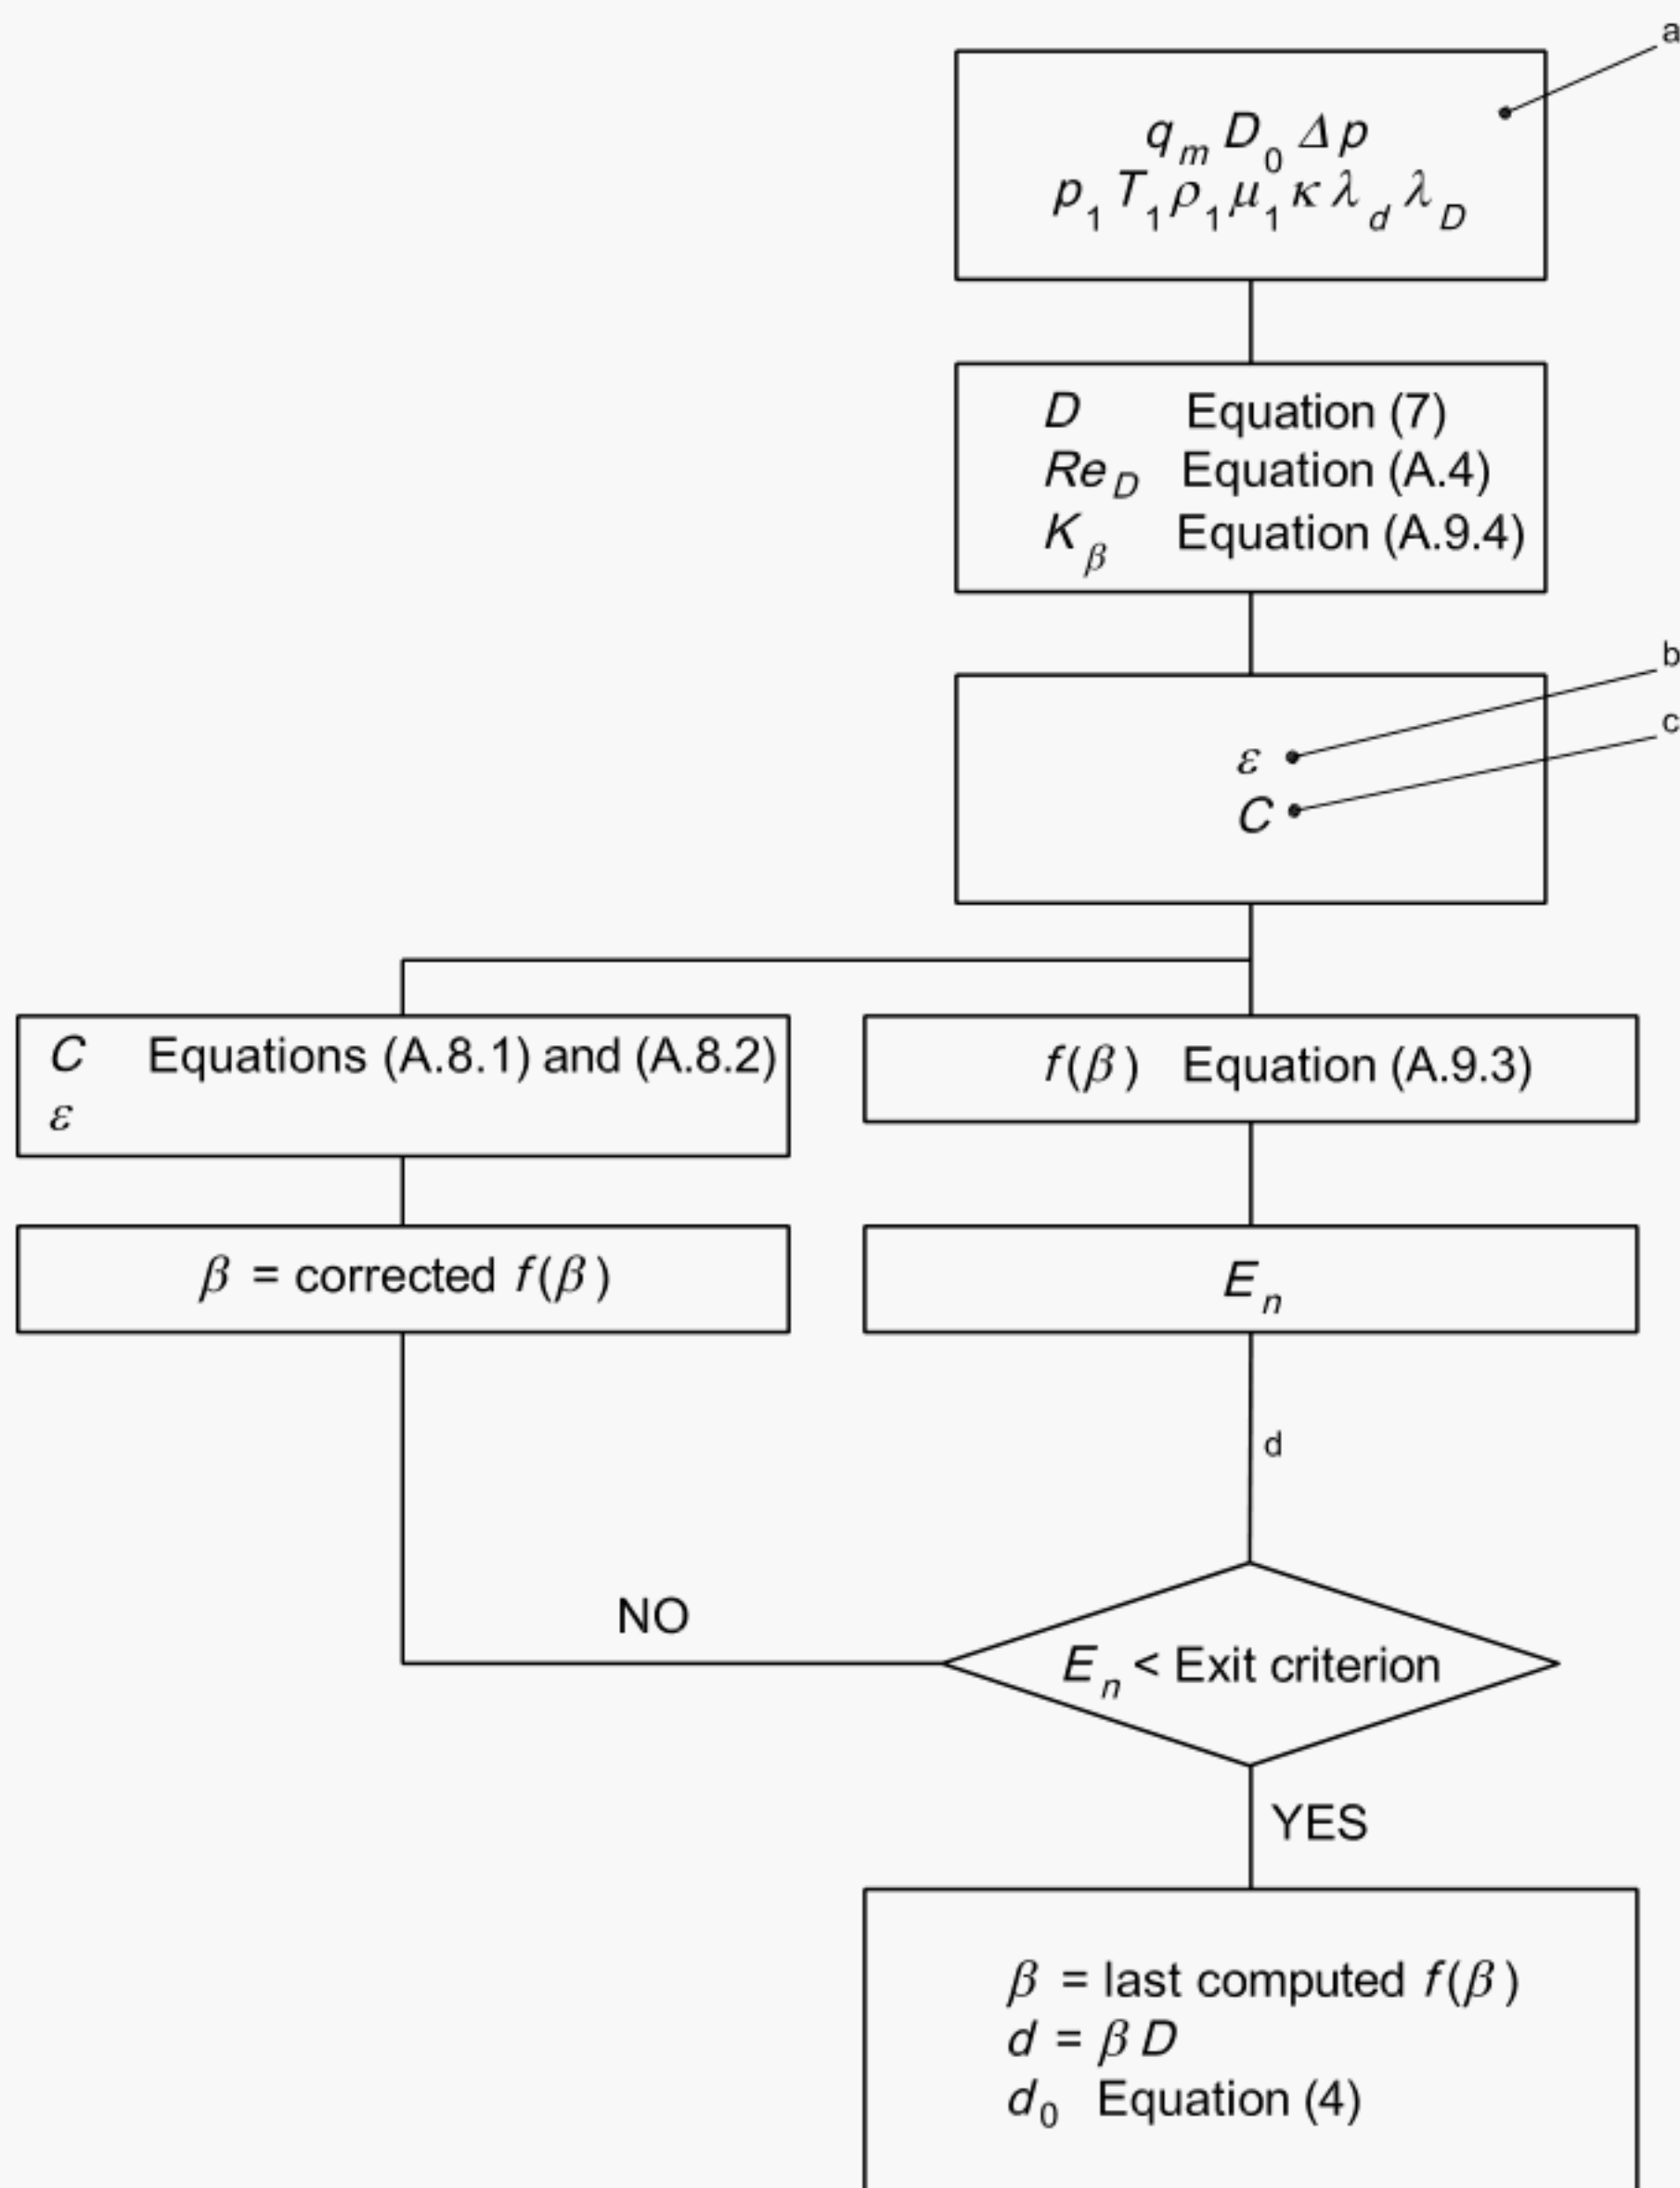 a
q_m D_0 Δp
p_1 T_1 ρ_1 μ_1 κ λ_d λ_D
D Equation (7)
Re_D Equation (A.4)
K_β Equation (A.9.4)
b
c
ε
C
C Equations (A.8.1) and (A.8.2)
ε
f(β) Equation (A.9.3)
β = corrected f(β)
E_n
d
NO
E_n < Exit criterion
YES
β = last computed f(β)
d = β D
d_0 Equation (4)